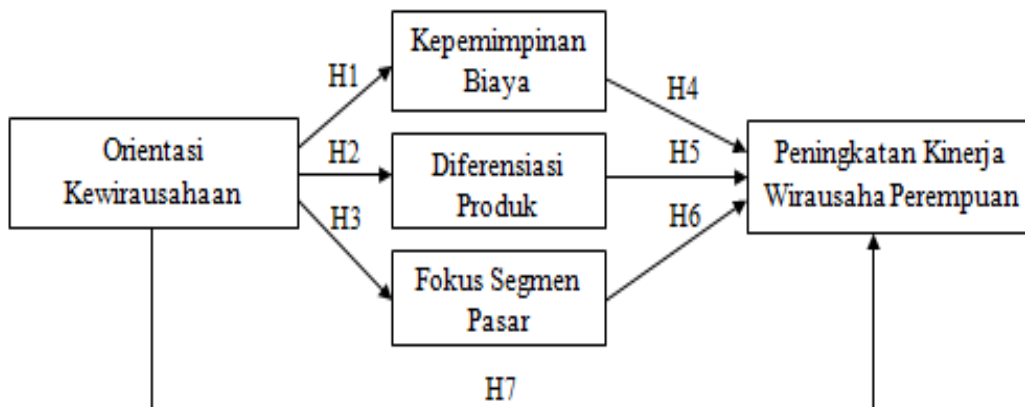 Orientasi
Kewirausahaan
H1
H2
H3
Kepemimpinan
Biaya
Diferensiasi
Produk
Fokus Segmen
Pasar
H4
H5
H6
Peningkatan Kinerja
Wirausaha Perempuan
H7